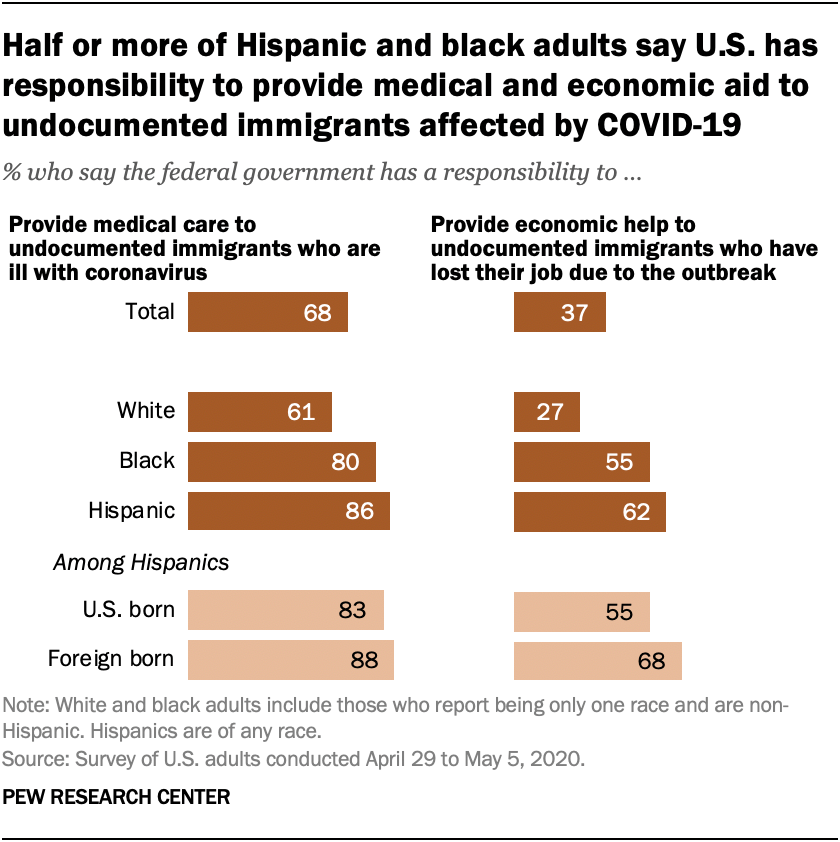 Half or more of Hispanic and black adults say U.S. has
responsibility to provide medical and economic aid to
undocumented immigrants affected by COVID-19
% who say the federal government has a responsibility to ...
Provide medical care to
undocumented immigrants who are
ill with coronavirus
Provide economic help to
undocumented immigrants who have
lost their job due to the outbreak
Total 68 37
White 61 27
Black 80 55
Hispanic 86 62
Among Hispanics
U.S. born 83 55
Foreign born 88 68
Note: White and black adults include those who report being only one race and are non-
Hispanic. Hispanics are of any race.
Source: Survey of U.S. adults conducted April 29 to May 5, 2020.
PEW RESEARCH CENTER